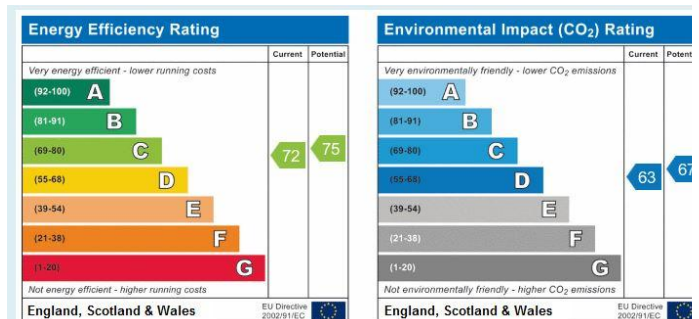 Energy Efficiency Rating
Current Potential
Very energy efficient - lower running costs
(92-100) A
(81-91) B
(69-80) C
72 75
(55-68) D
(39-54) E
(21-38) F
(1-20) G
Not energy efficient - higher running costs
England, Scotland & Wales
EU Directive
2002/91/EC
Environmental Impact (CO₂) Rating
Current Potent
Very environmentally friendly - lower CO₂ emissions
(92-100) A
(81-91) B
(69-80) C
(55-68) D
63 67
(39-54) E
(21-38) F
(1-20) G
Not environmentally friendly - higher CO₂ emissions
England, Scotland & Wales
EU Directive
2002/91/EC